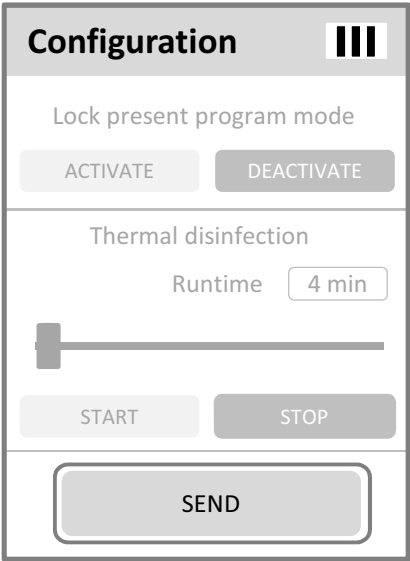 Configuration
Lock present program mode
ACTIVATE DEACTIVATE
Thermal disinfection
Runtime 4 min
START STOP
SEND